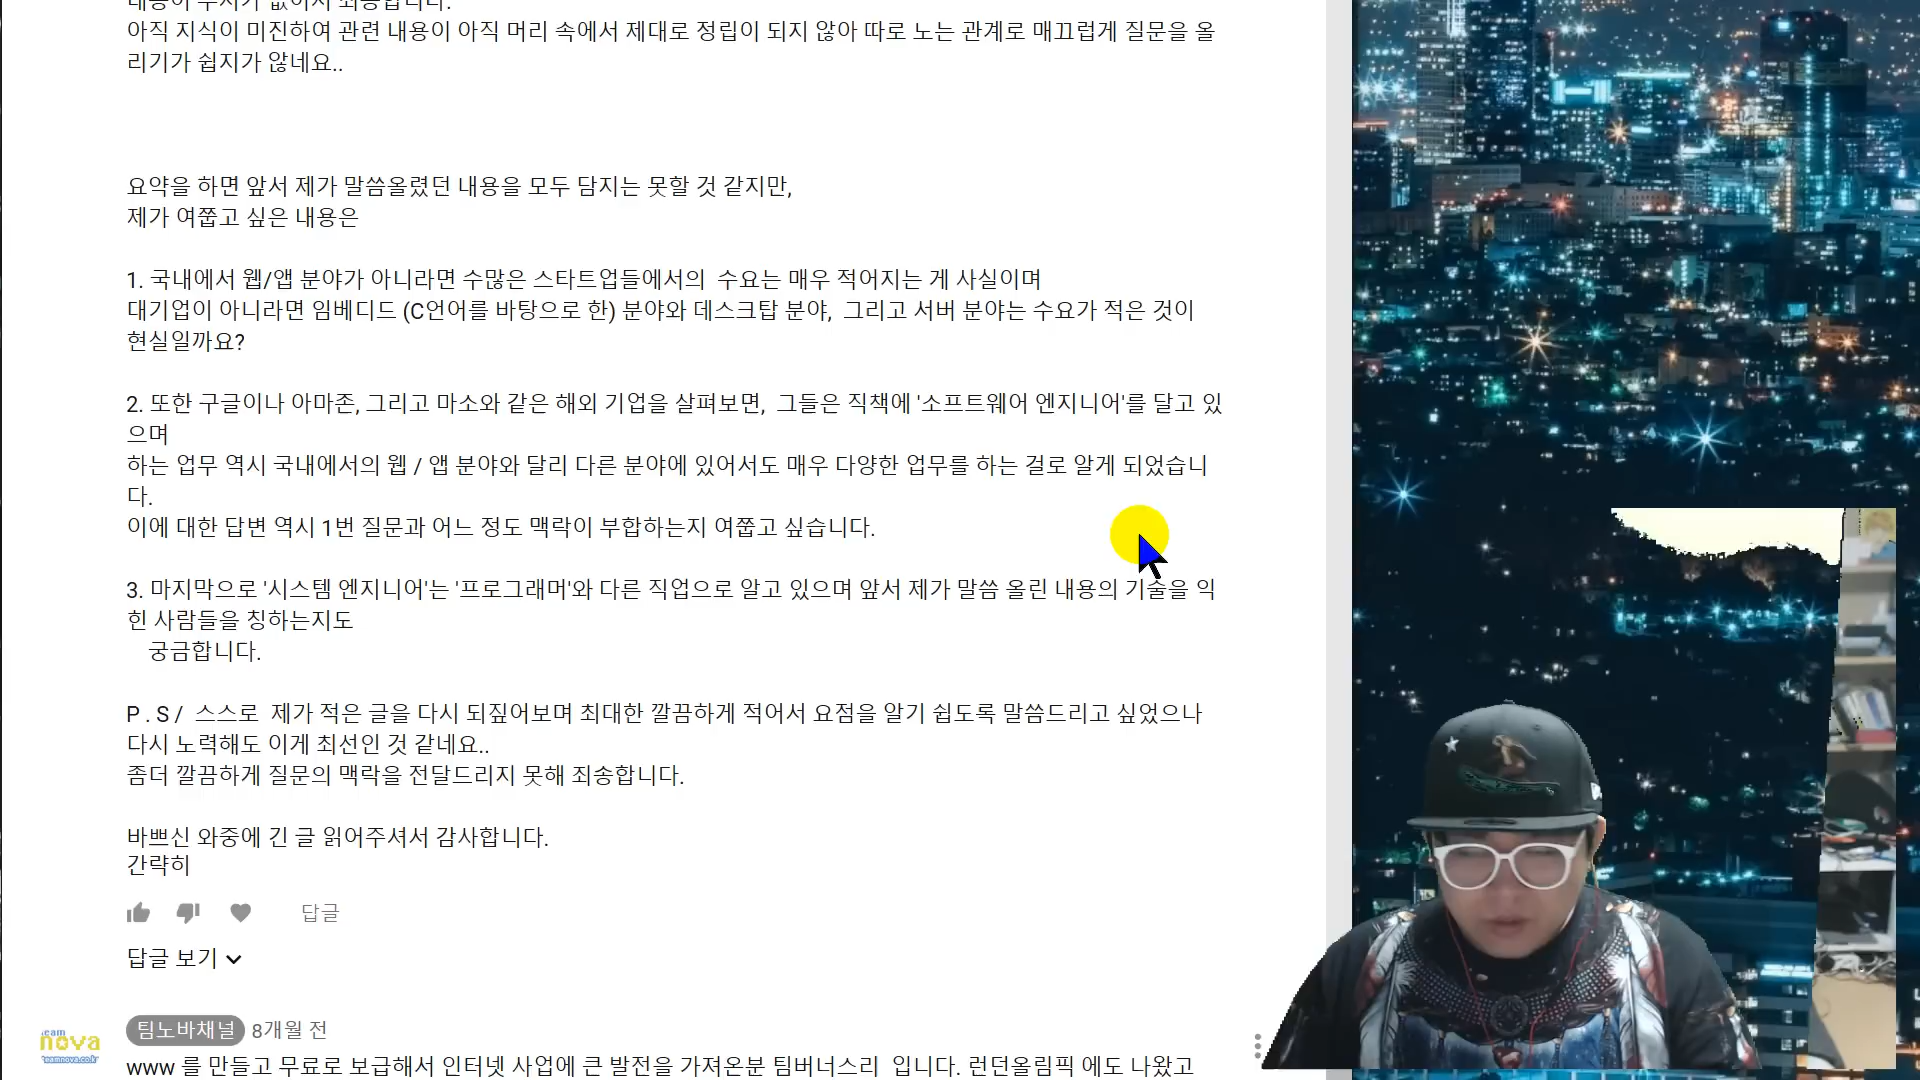 아직 지식이 미진하여 관련 내용이 아직 머리 속에서 제대로 정립이 되지 않아 따로 노는 관계로 매끄럽게 질문을 올
리기가 쉽지가 않네요..
요약을 하면 앞서 제가 말씀올렸던 내용을 모두 담지는 못할 것 같지만,
제가 여쭙고 싶은 내용은
1. 국내에서 웹/앱 분야가 아니라면 수많은 스타트업들에서의  수요는 매우 적어지는 게 사실이며
대기업이 아니라면 임베디드 (C언어를 바탕으로 한) 분야와 데스크탑 분야,  그리고 서버 분야는 수요가 적은 것이
현실일까요?
2. 또한 구글이나 아마존, 그리고 마소와 같은 해외 기업을 살펴보면,  그들은 직책에 '소프트웨어 엔지니어'를 달고 있
으며
하는 업무 역시 국내에서의 웹 / 앱 분야와 달리 다른 분야에 있어서도 매우 다양한 업무를 하는 걸로 알게 되었습니
다.
이에 대한 답변 역시 1번 질문과 어느 정도 맥락이 부합하는지 여쭙고 싶습니다.
3. 마지막으로 '시스템 엔지니어'는 '프로그래머'와 다른 직업으로 알고 있으며 앞서 제가 말씀 올린 내용의 기술을 익
힌 사람들을 칭하는지도
궁금합니다.
P . S /  스스로  제가 적은 글을 다시 되짚어보며 최대한 깔끔하게 적어서 요점을 알기 쉽도록 말씀드리고 싶었으나
다시 노력해도 이게 최선인 것 같네요..
좀더 깔끔하게 질문의 맥락을 전달드리지 못해 죄송합니다.
바쁘신 와중에 긴 글 읽어주셔서 감사합니다.
간략히
답글
답글 보기
팀노바채널 8개월 전
www 를 만들고 무료로 보급해서 인터넷 사업에 큰 발전을 가져온분 팀버너스리  입니다. 런던올림픽 에도 나왔고
eam
nova